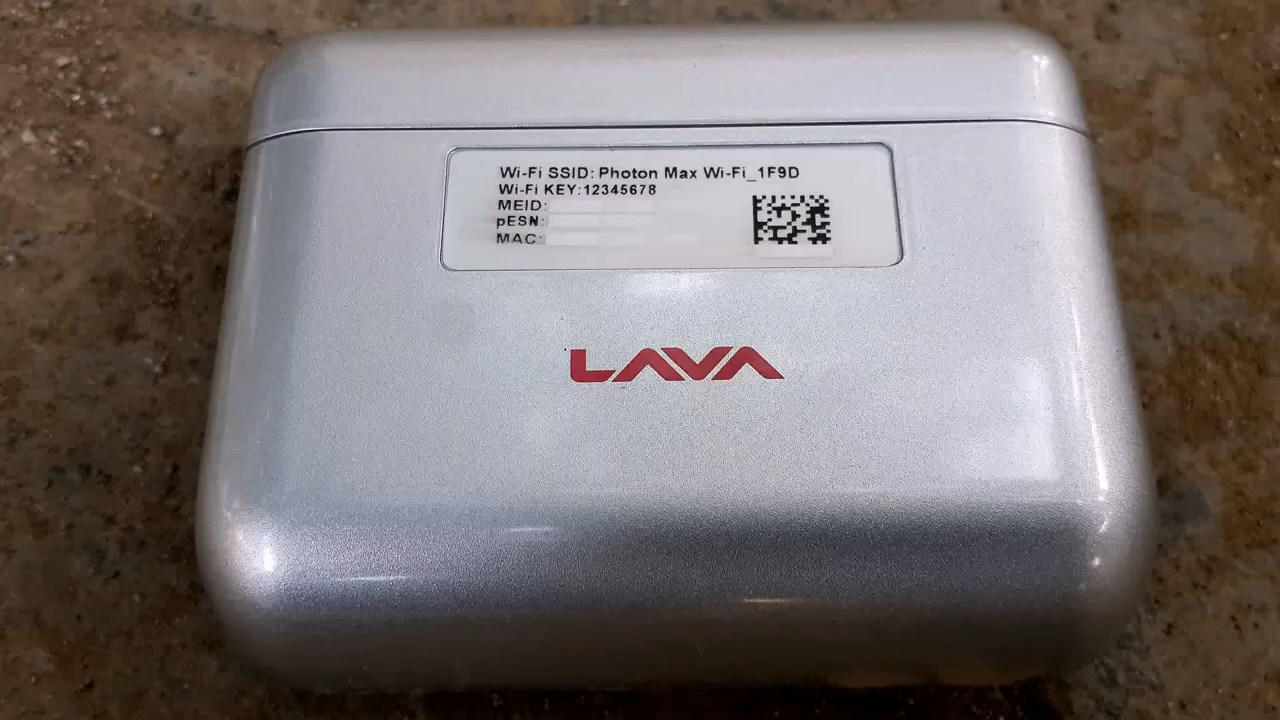 Wi-Fi SSID: Photon Max Wi-Fi_1F9D
Wi-Fi KEY:12345678
MEID:
pESN:
MAC:
LAVA